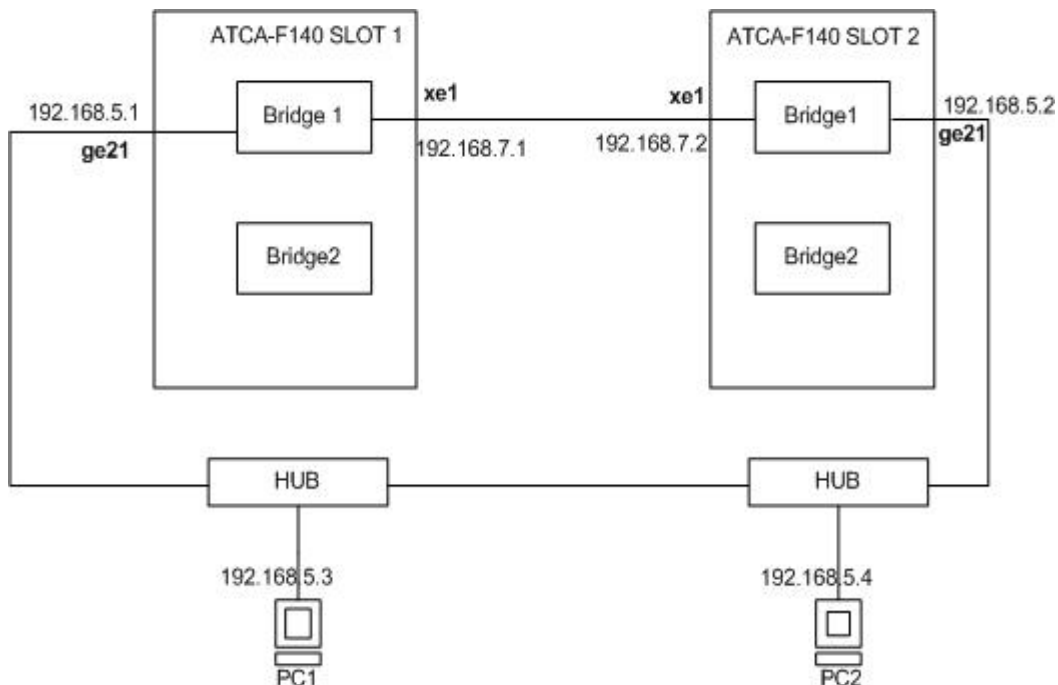 ATCA-F140 SLOT 1
ATCA-F140 SLOT 2
192.168.5.1
ge21
Bridge 1
xe1
192.168.7.1
xe1
192.168.7.2
Bridge1
192.168.5.2
ge21
Bridge2
Bridge2
HUB
HUB
192.168.5.3
192.168.5.4
PC1
PC2